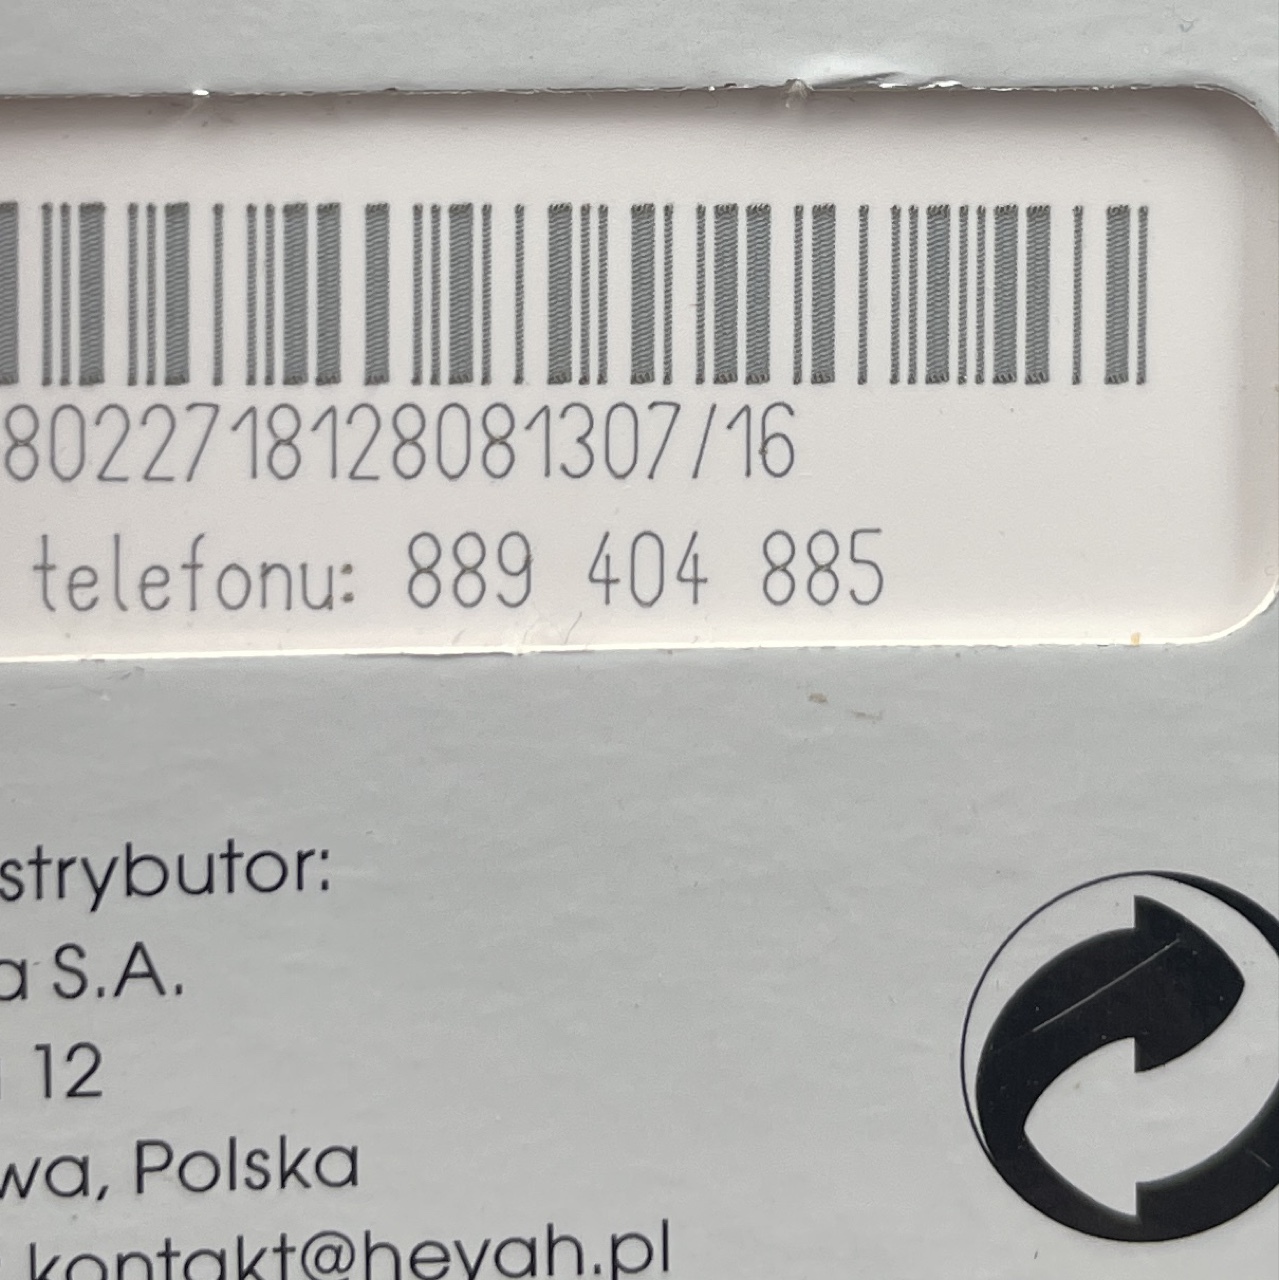 8022718128081307/16
telefonu: 889 404 885
strybutor:
a S.A.
12
wa, Polska
kontakt@heyah.pl